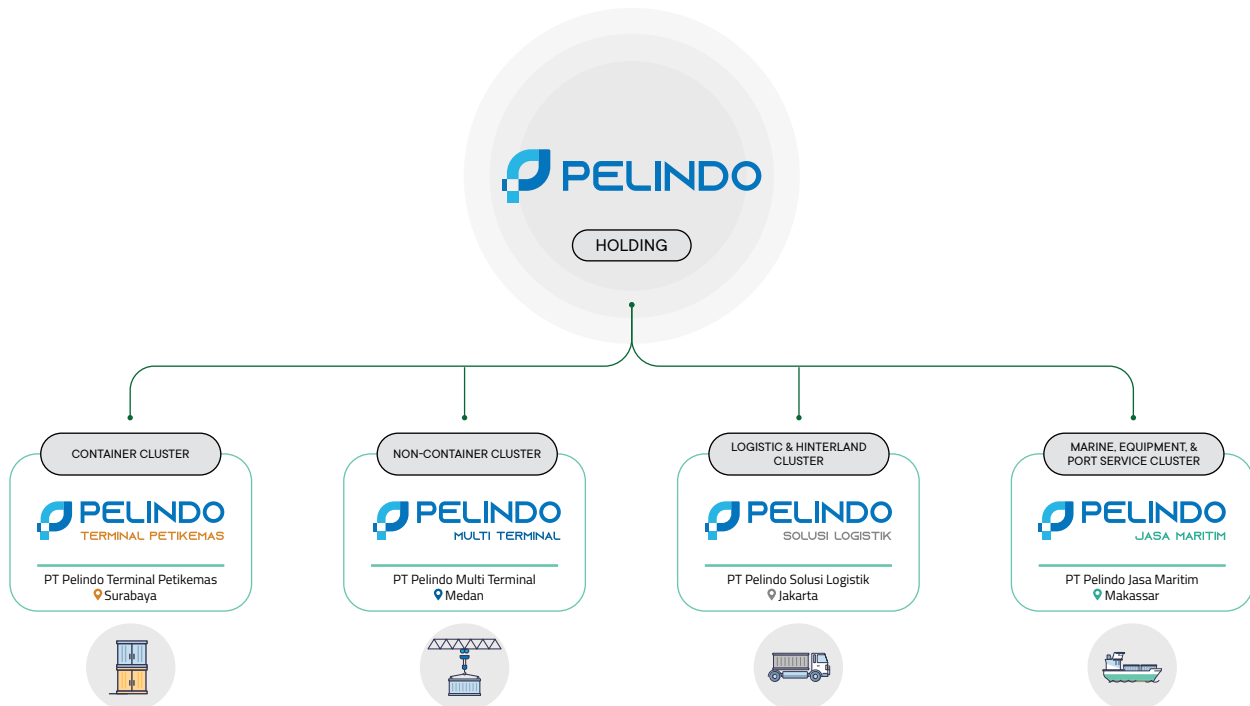 PELINDO
HOLDING
CONTAINER CLUSTER
PELINDO
TERMINAL PETIKEMAS
PT Pelindo Terminal Petikemas
Surabaya
NON-CONTAINER CLUSTER
PELINDO
MULTI TERMINAL
PT Pelindo Multi Terminal
Medan
LOGISTIC & HINTERLAND
CLUSTER
PELINDO
SOLUSI LOGISTIK
PT Pelindo Solusi Logistik
Jakarta
MARINE, EQUIPMENT, &
PORT SERVICE CLUSTER
PELINDO
JASA MARITIM
PT Pelindo Jasa Maritim
Makassar